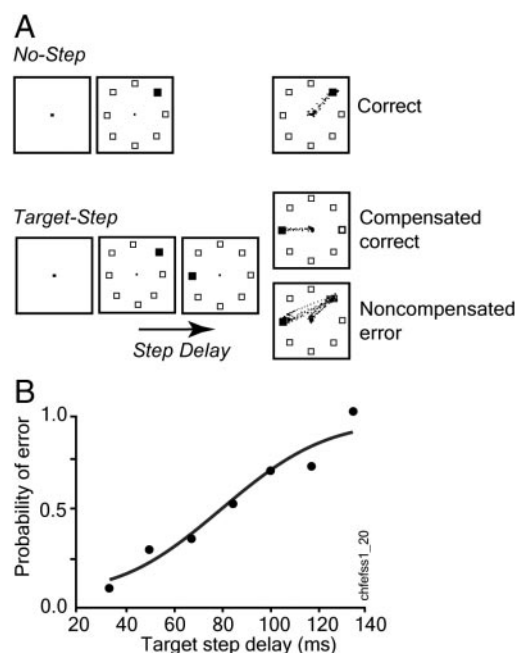 A
No-Step
Correct
Target-Step
Compensated
correct
Noncompensated
error
Step Delay
B
Probability of error
1.0
0.5
0.0
20 40 60 80 100 120 140
Target step delay (ms)
chfefss1_20